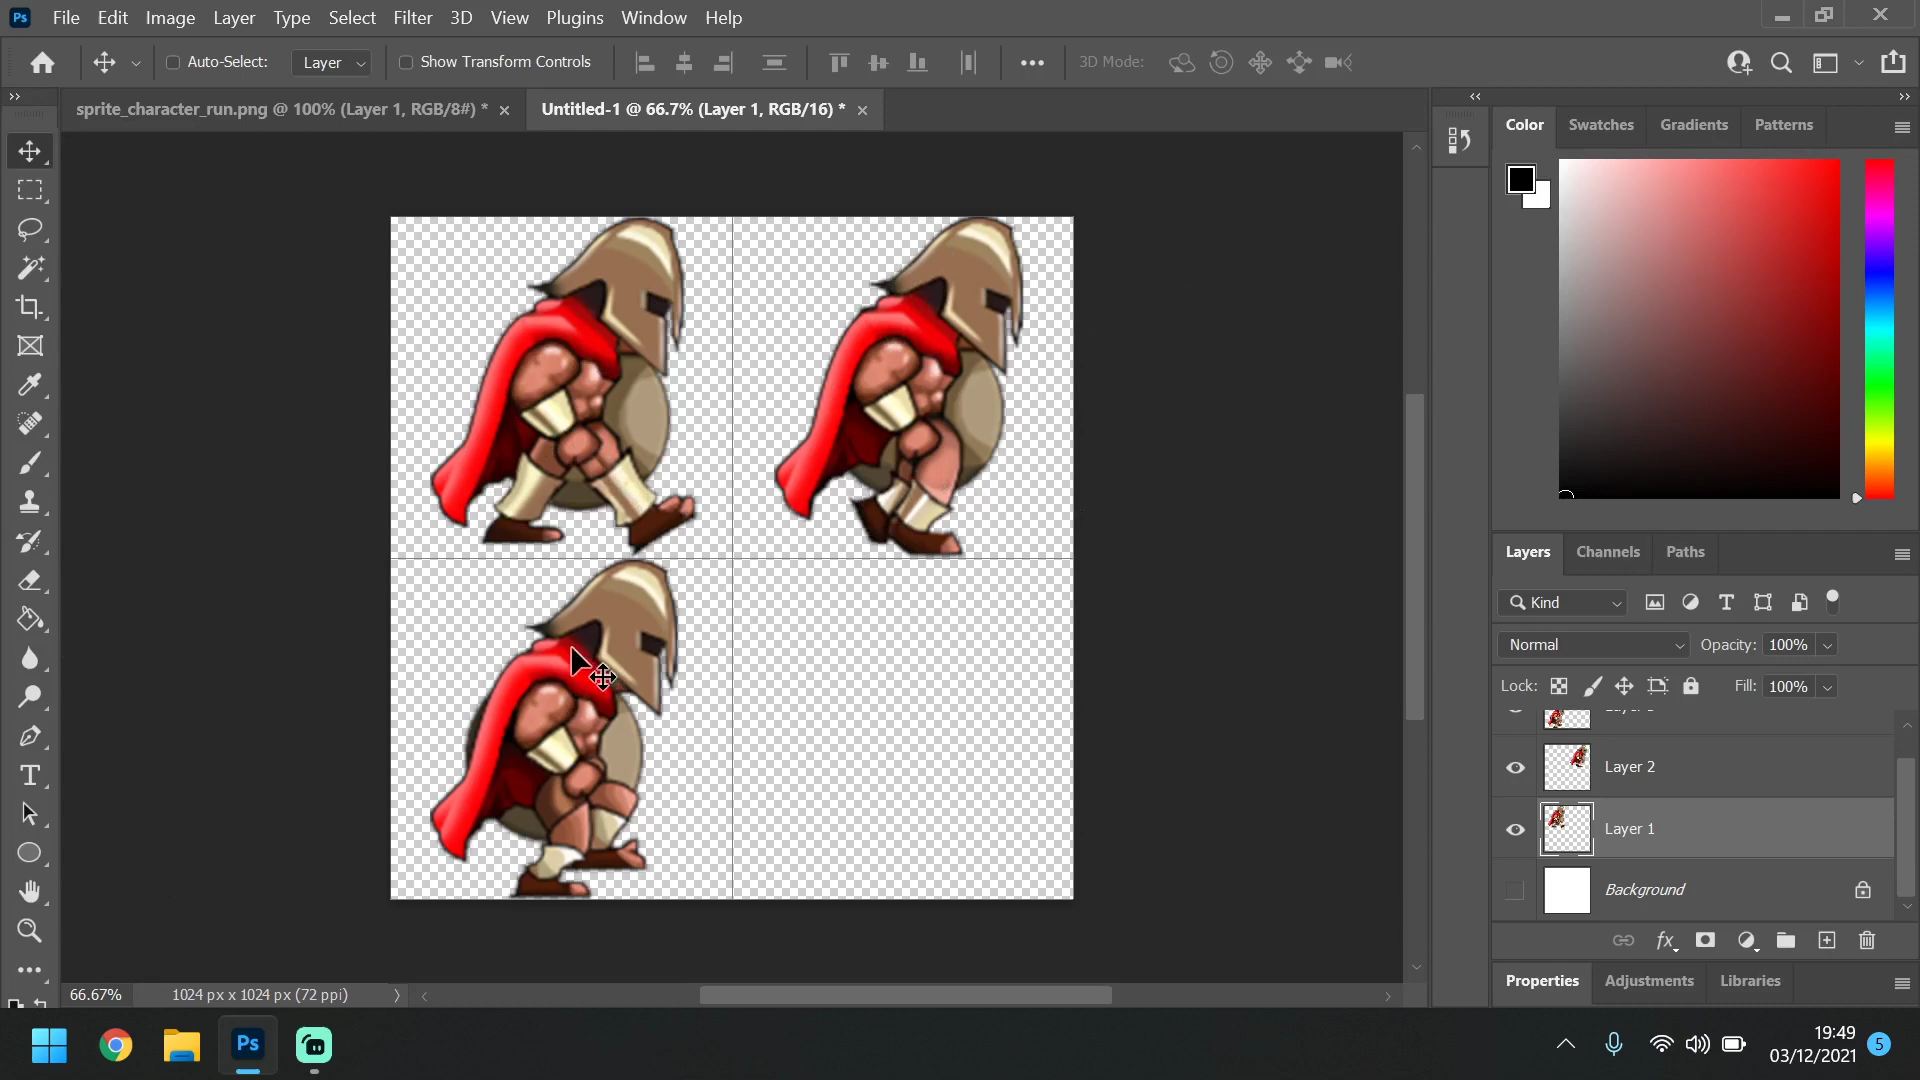 Ps File Edit Image Layer Type Select Filter 3D View Plugins Window Help
Auto-Select: Layer Show Transform Controls 3D Mode:
sprite_character_run.png @ 100% (Layer 1, RGB/8#) * Untitled-1 @ 66.7% (Layer 1, RGB/16) *
Color Swatches Gradients Patterns
Layers Channels Paths
Kind
Normal Opacity: 100%
Lock: Fill: 100%
Layer 2
Layer 1
Background
Properties Adjustments Libraries
66.67% 1024 px x 1024 px (72 ppi)
Ps
19:49
03/12/2021
5